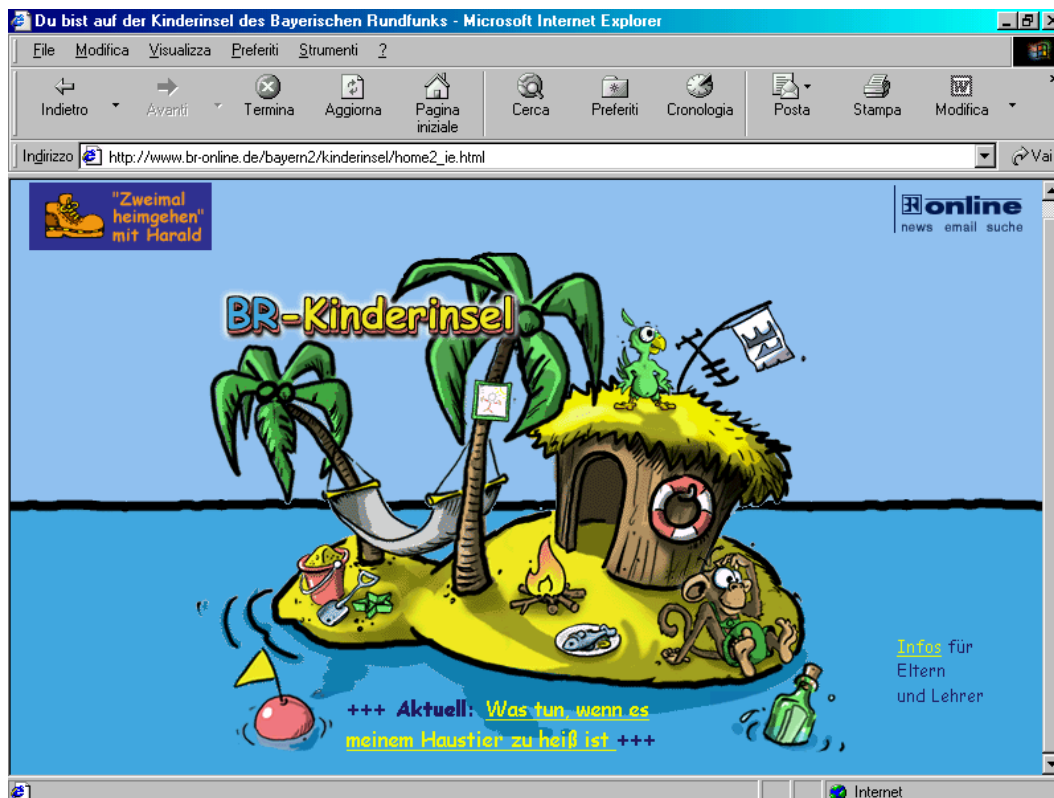 Du bist auf der Kinderinsel des Bayerischen Rundfunks - Microsoft Internet Explorer
File Modifica Visualizza Preferiti Strumenti ?
Indietro Avanti Termina Aggiorna Pagina iniziale Cerca Preferiti Cronologia Posta Stampa Modifica
Indirizzo http://www.br-online.de/bayern2/kinderinsel/home2_ie.html Vai
"Zweimal
heimgehen"
mit Harald
BR online
news email suche
BR-Kinderinsel
BR
Infos für
Eltern
und Lehrer
+++ Aktuell: Was tun, wenn es
meinem Haustier zu heiß ist +++
Internet